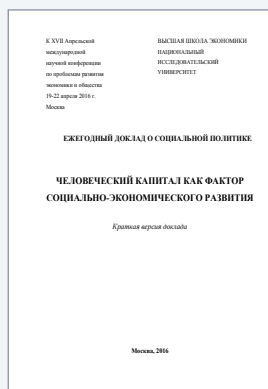 К XVII Апрельской
международной
научной конференции
по проблемам развития
экономики и общества
19-22 апреля 2016 г.
Москва
ВЫСШАЯ ШКОЛА ЭКОНОМИКИ
НАЦИОНАЛЬНЫЙ
ИССЛЕДОВАТЕЛЬСКИЙ
УНИВЕРСИТЕТ
ЕЖЕГОДНЫЙ ДОКЛАД О СОЦИАЛЬНОЙ ПОЛИТИКЕ
ЧЕЛОВЕЧЕСКИЙ КАПИТАЛ КАК ФАКТОР
СОЦИАЛЬНО-ЭКОНОМИЧЕСКОГО РАЗВИТИЯ
Краткая версия доклада
Москва, 2016